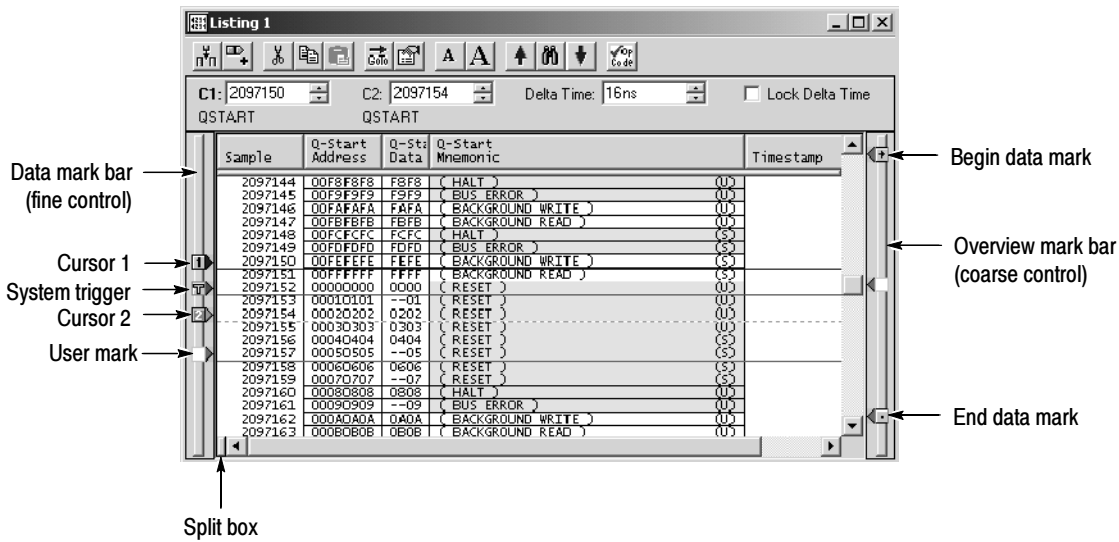 Listing 1
Goto A A Op Code
C1: 2097150 C2: 2097154 Delta Time: 16ns Lock Delta Time
QSTART QSTART
Sample Q-Start Address Q-Sta Data Q-Start Mnemonic Timestamp
2097144 00F8F8F8 F8F8 ( HALT ) (U)
2097145 00F9F9F9 F9F9 ( BUS ERROR ) (U)
2097146 00FAFAFA FAFA ( BACKGROUND WRITE ) (U)
2097147 00FBFBFB FBFB ( BACKGROUND READ ) (U)
2097148 00FCFCFC FCFC ( HALT ) (S)
2097149 00FDFDFD FDFD ( BUS ERROR ) (S)
2097150 00FEFEFE FEFE ( BACKGROUND WRITE ) (S)
2097151 00FFFFFF FFFF ( BACKGROUND READ ) (S)
2097152 00000000 0000 ( RESET ) (U)
2097153 00010101 --01 ( RESET ) (U)
2097154 00020202 0202 ( RESET ) (U)
2097155 00030303 0303 ( RESET ) (U)
2097156 00040404 0404 ( RESET ) (S)
2097157 00050505 --05 ( RESET ) (S)
2097158 00060606 0606 ( RESET ) (S)
2097159 00070707 --07 ( RESET ) (S)
2097160 00080808 0808 ( HALT ) (U)
2097161 00090909 --09 ( BUS ERROR ) (U)
2097162 000A0A0A 0A0A ( BACKGROUND WRITE ) (U)
2097163 000B0B0B 0B0B ( BACKGROUND READ ) (U)
Data mark bar
(fine control)
Cursor 1
1
System trigger
T
Cursor 2
2
User mark
Begin data mark
Overview mark bar
(coarse control)
End data mark
Split box